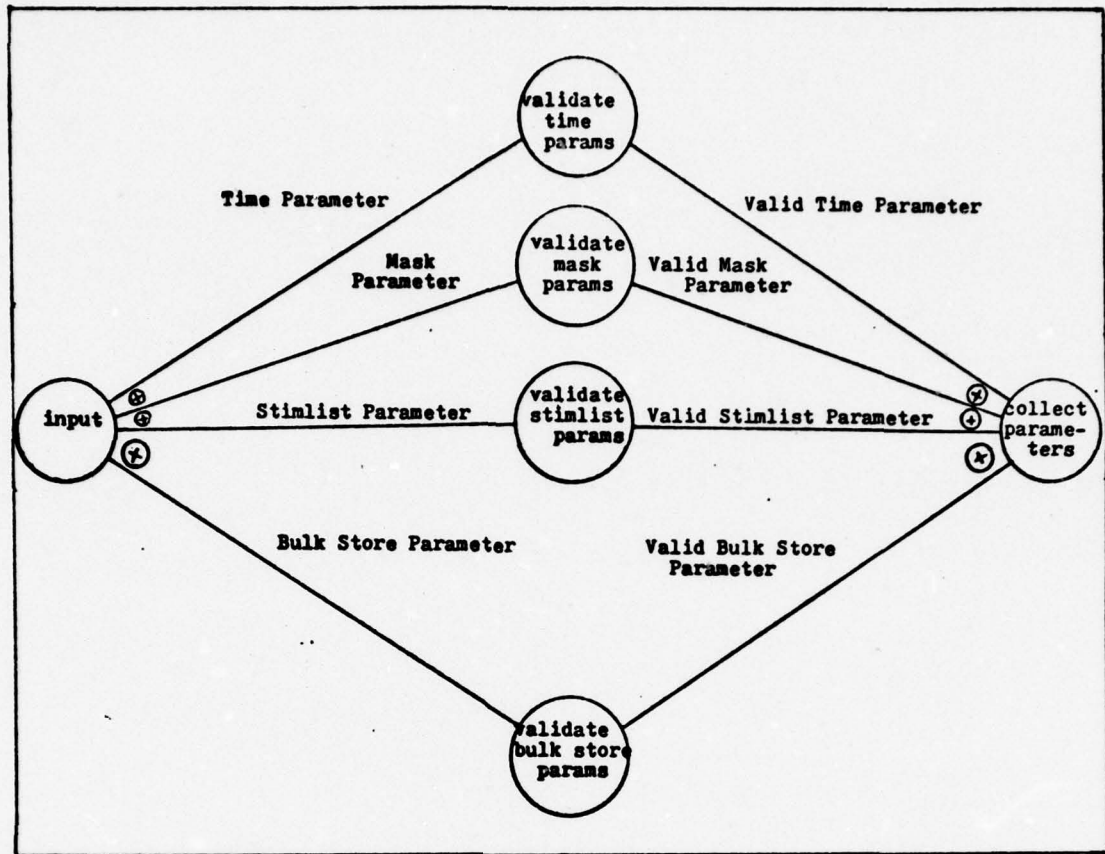 validate
time
params
Time Parameter
Valid Time Parameter
validate
mask
params
Mask
Parameter
Valid Mask
Parameter
input
Stimlist Parameter
validate
stimlist
params
Valid Stimlist Parameter
collect
parame-
ters
Bulk Store Parameter
Valid Bulk Store
Parameter
validate
bulk store
params